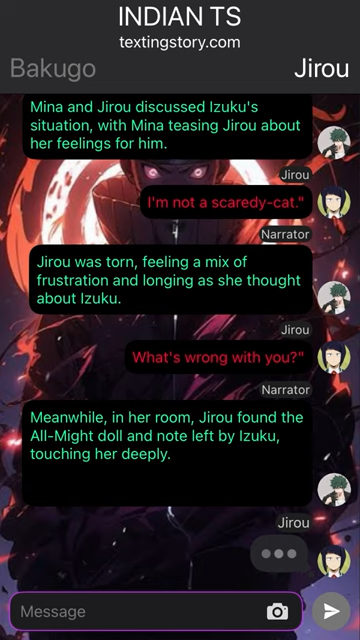 INDIAN TS
textingstory.com
Bakugo
Jirou
Mina and Jirou discussed Izuku's
situation, with Mina teasing Jirou about
her feelings for him.
Jirou
I'm not a scaredy-cat."
Narrator
Jirou was torn, feeling a mix of
frustration and longing as she thought
about Izuku.
Jirou
What's wrong with you?"
Narrator
Meanwhile, in her room, Jirou found the
All-Might doll and note left by Izuku,
touching her deeply.
Jirou
Message